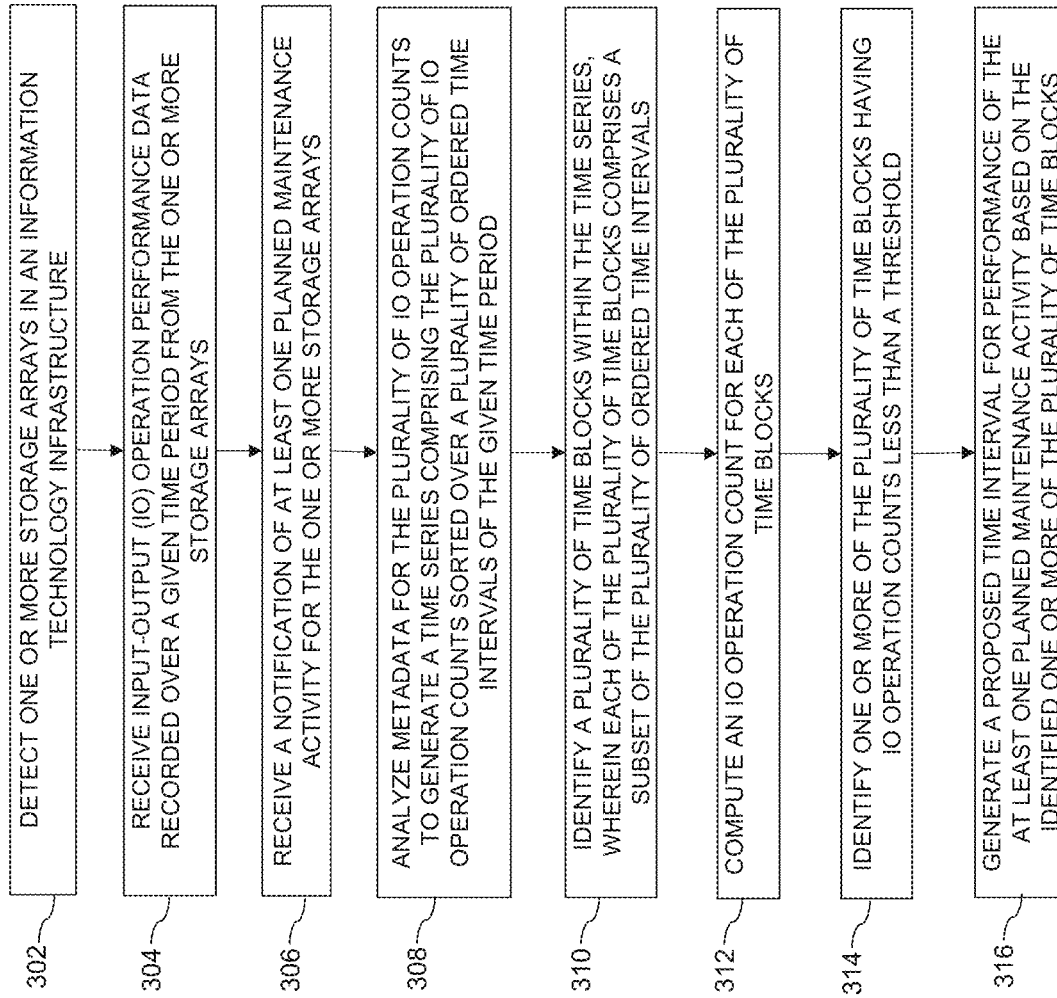 302
DETECT ONE OR MORE STORAGE ARRAYS IN AN INFORMATION
TECHNOLOGY INFRASTRUCTURE
304
RECEIVE INPUT-OUTPUT (IO) OPERATION PERFORMANCE DATA
RECORDED OVER A GIVEN TIME PERIOD FROM THE ONE OR MORE
STORAGE ARRAYS
306
RECEIVE A NOTIFICATION OF AT LEAST ONE PLANNED MAINTENANCE
ACTIVITY FOR THE ONE OR MORE STORAGE ARRAYS
308
ANALYZE METADATA FOR THE PLURALITY OF IO OPERATION COUNTS
TO GENERATE A TIME SERIES COMPRISING THE PLURALITY OF IO
OPERATION COUNTS SORTED OVER A PLURALITY OF ORDERED TIME
INTERVALS OF THE GIVEN TIME PERIOD
310
IDENTIFY A PLURALITY OF TIME BLOCKS WITHIN THE TIME SERIES,
WHEREIN EACH OF THE PLURALITY OF TIME BLOCKS COMPRISES A
SUBSET OF THE PLURALITY OF ORDERED TIME INTERVALS
312
COMPUTE AN IO OPERATION COUNT FOR EACH OF THE PLURALITY OF
TIME BLOCKS
314
IDENTIFY ONE OR MORE OF THE PLURALITY OF TIME BLOCKS HAVING
IO OPERATION COUNTS LESS THAN A THRESHOLD
316
GENERATE A PROPOSED TIME INTERVAL FOR PERFORMANCE OF THE
AT LEAST ONE PLANNED MAINTENANCE ACTIVITY BASED ON THE
IDENTIFIED ONE OR MORE OF THE PLURALITY OF TIME BLOCKS